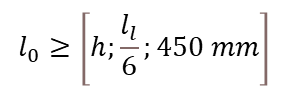 l₀ ≥ [h; l_l/6; 450 mm]